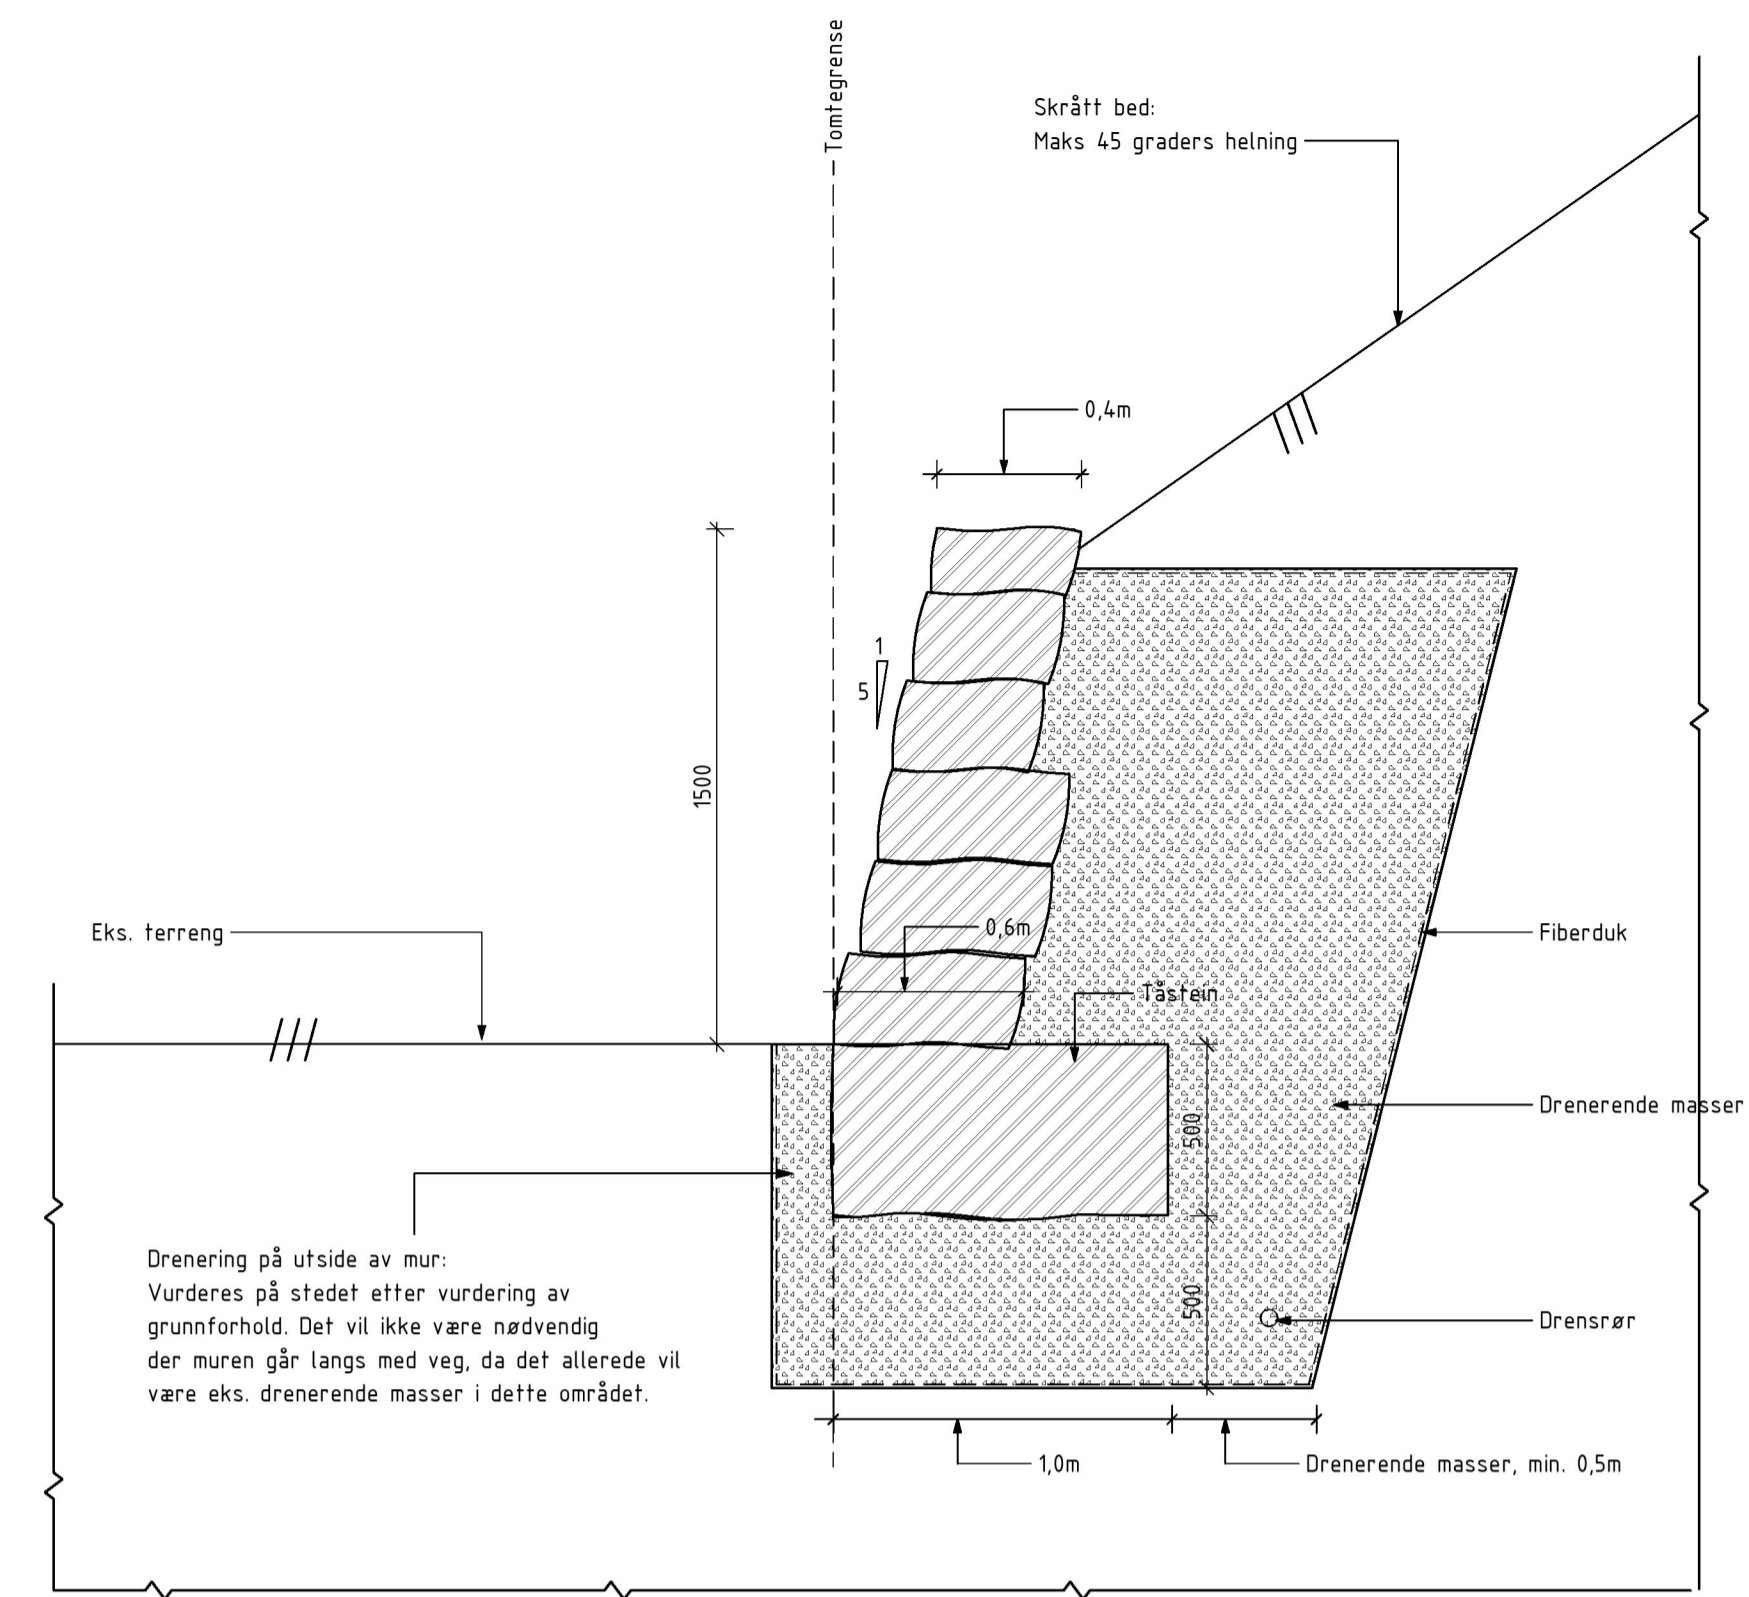 Tomtegrense
Skrått bed:
Maks 45 graders helning
0,4m
1
5
1500
Eks. terreng
0,6m
Fiberduk
Tåstein
Drenerende masser
500
Drenering på utside av mur:
Vurderes på stedet etter vurdering av
grunnforhold. Det vil ikke være nødvendig
der muren går langs med veg, da det allerede vil
være eks. drenerende masser i dette området.
500
Drensrør
1,0m
Drenerende masser, min. 0,5m